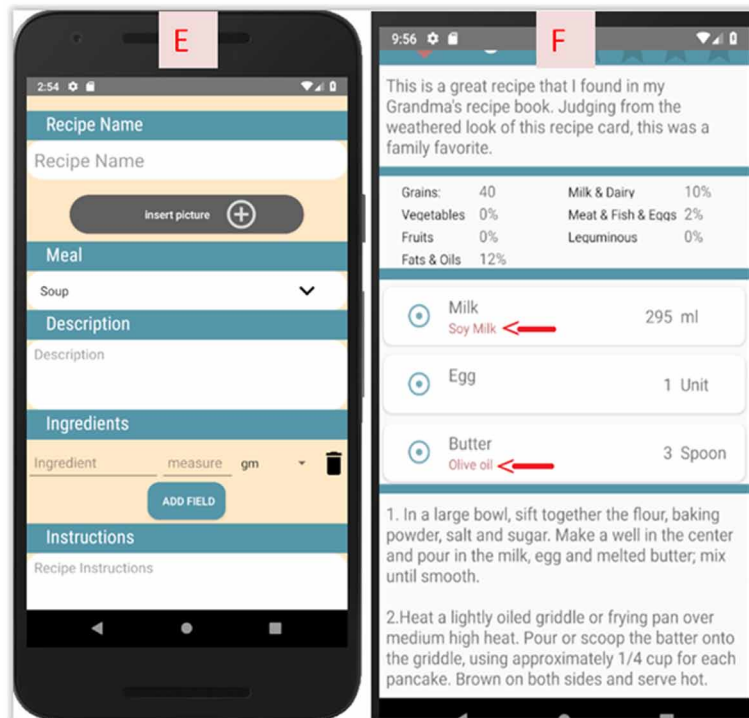 E
2:54
Recipe Name
Recipe Name
insert picture
Meal
Soup
Description
Description
Ingredients
Ingredient measure gm
ADD FIELD
Instructions
Recipe Instructions
F
9:56
This is a great recipe that I found in my
Grandma's recipe book. Judging from the
weathered look of this recipe card, this was a
family favorite.
Grains: 40 Milk & Dairy 10%
Vegetables 0% Meat & Fish & Eggs 2%
Fruits 0% Leguminous 0%
Fats & Oils 12%
Milk 295 ml
Soy Milk
Egg 1 Unit
Butter 3 Spoon
Olive oil
1. In a large bowl, sift together the flour, baking
powder, salt and sugar. Make a well in the center
and pour in the milk, egg and melted butter; mix
until smooth.
2.Heat a lightly oiled griddle or frying pan over
medium high heat. Pour or scoop the batter onto
the griddle, using approximately 1/4 cup for each
pancake. Brown on both sides and serve hot.